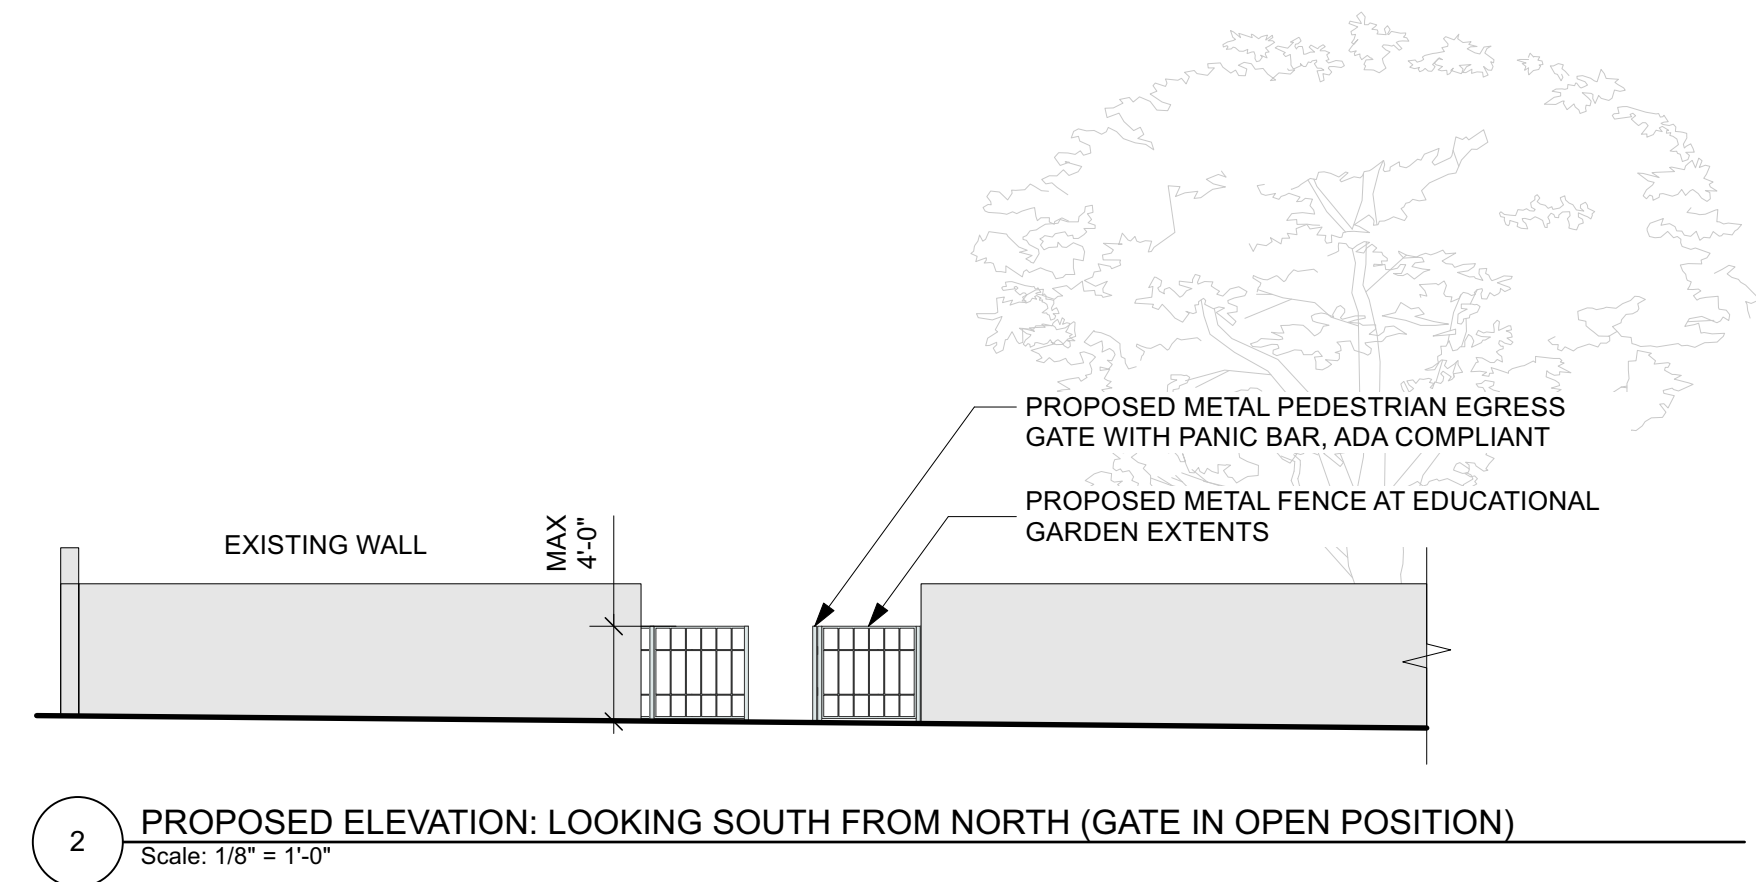 PROPOSED METAL PEDESTRIAN EGRESS
GATE WITH PANIC BAR, ADA COMPLIANT
PROPOSED METAL FENCE AT EDUCATIONAL
GARDEN EXTENTS
EXISTING WALL
MAX
4'-0"
2
PROPOSED ELEVATION: LOOKING SOUTH FROM NORTH (GATE IN OPEN POSITION)
Scale: 1/8" = 1'-0"